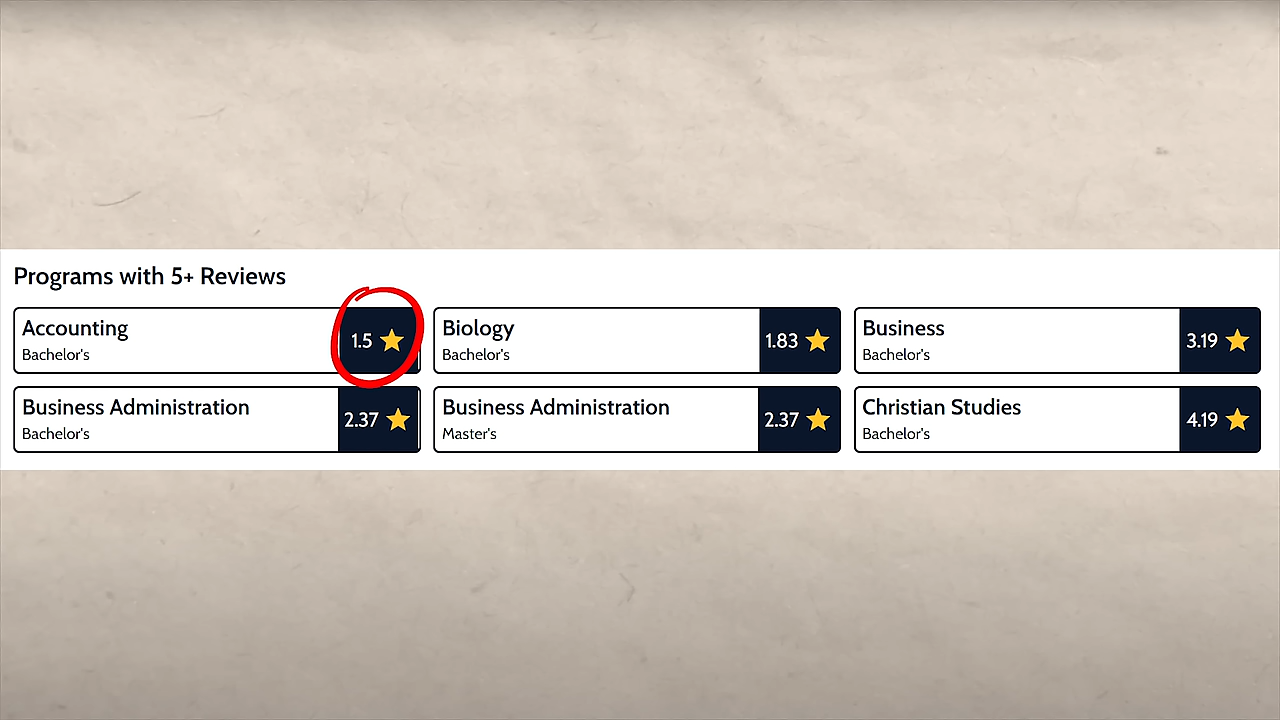 Programs with 5+ Reviews
Accounting
Bachelor's
1.5
Biology
Bachelor's
1.83
Business
Bachelor's
3.19
Business Administration
Bachelor's
2.37
Business Administration
Master's
2.37
Christian Studies
Bachelor's
4.19